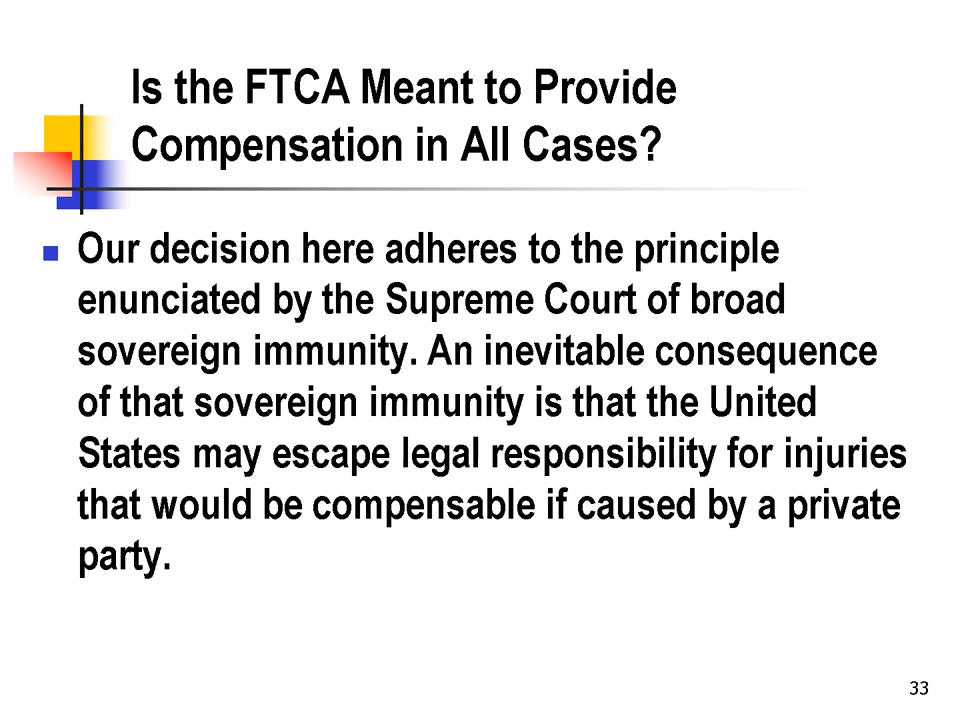 Is the FTCA Meant to Provide
Compensation in All Cases?
Our decision here adheres to the principle
enunciated by the Supreme Court of broad
sovereign immunity. An inevitable consequence
of that sovereign immunity is that the United
States may escape legal responsibility for injuries
that would be compensable if caused by a private
party.
33